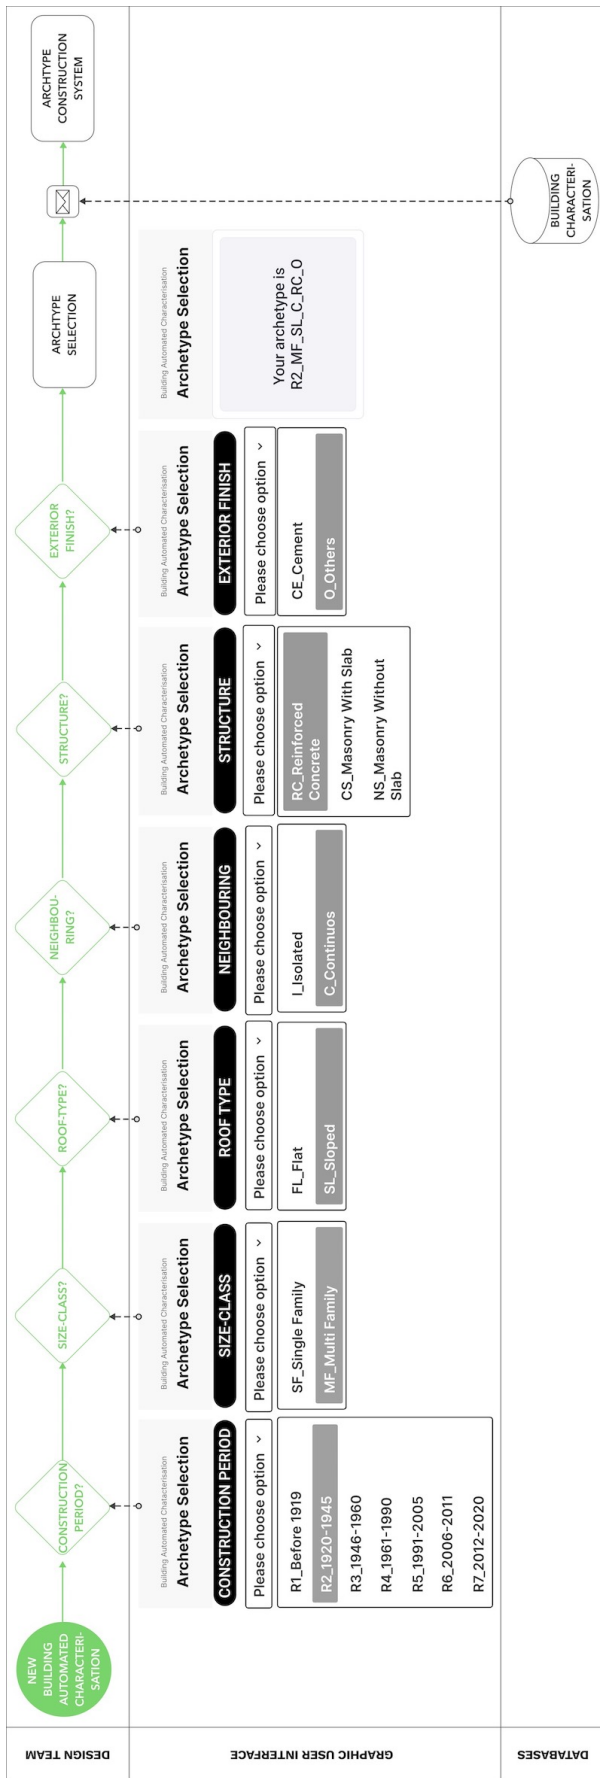 DESIGN TEAM
NEW
BUILDING
AUTOMATED
CHARACTERI-
SATION
CONSTRUCTION
PERIOD?
SIZE-CLASS?
ROOF-TYPE?
NEIGHBOU-
RING?
STRUCTURE?
EXTERIOR
FINISH?
ARCHTYPE
SELECTION
ARCHTYPE
CONSTRUCTION
SYSTEM
GRAPHIC USER INTERFACE
Building Automated Characterisation
Archetype Selection
CONSTRUCTION PERIOD
Please choose option
R1_Before 1919
R2_1920-1945
R3_1946-1960
R4_1961-1990
R5_1991-2005
R6_2006-2011
R7_2012-2020
Building Automated Characterisation
Archetype Selection
SIZE-CLASS
Please choose option
SF_Single Family
MF_Multi Family
Building Automated Characterisation
Archetype Selection
ROOF TYPE
Please choose option
FL_Flat
SL_Sloped
Building Automated Characterisation
Archetype Selection
NEIGHBOURING
Please choose option
I_Isolated
C_Continuos
Building Automated Characterisation
Archetype Selection
STRUCTURE
Please choose option
RC_Reinforced
Concrete
CS_Masonry With Slab
NS_Masonry Without
Slab
Building Automated Characterisation
Archetype Selection
EXTERIOR FINISH
Please choose option
CE_Cement
O_Others
Building Automated Characterisation
Archetype Selection
Your archetype is
R2_MF_SL_C_RC_O
DATABASES
BUILDING
CHARACTERI-
SATION